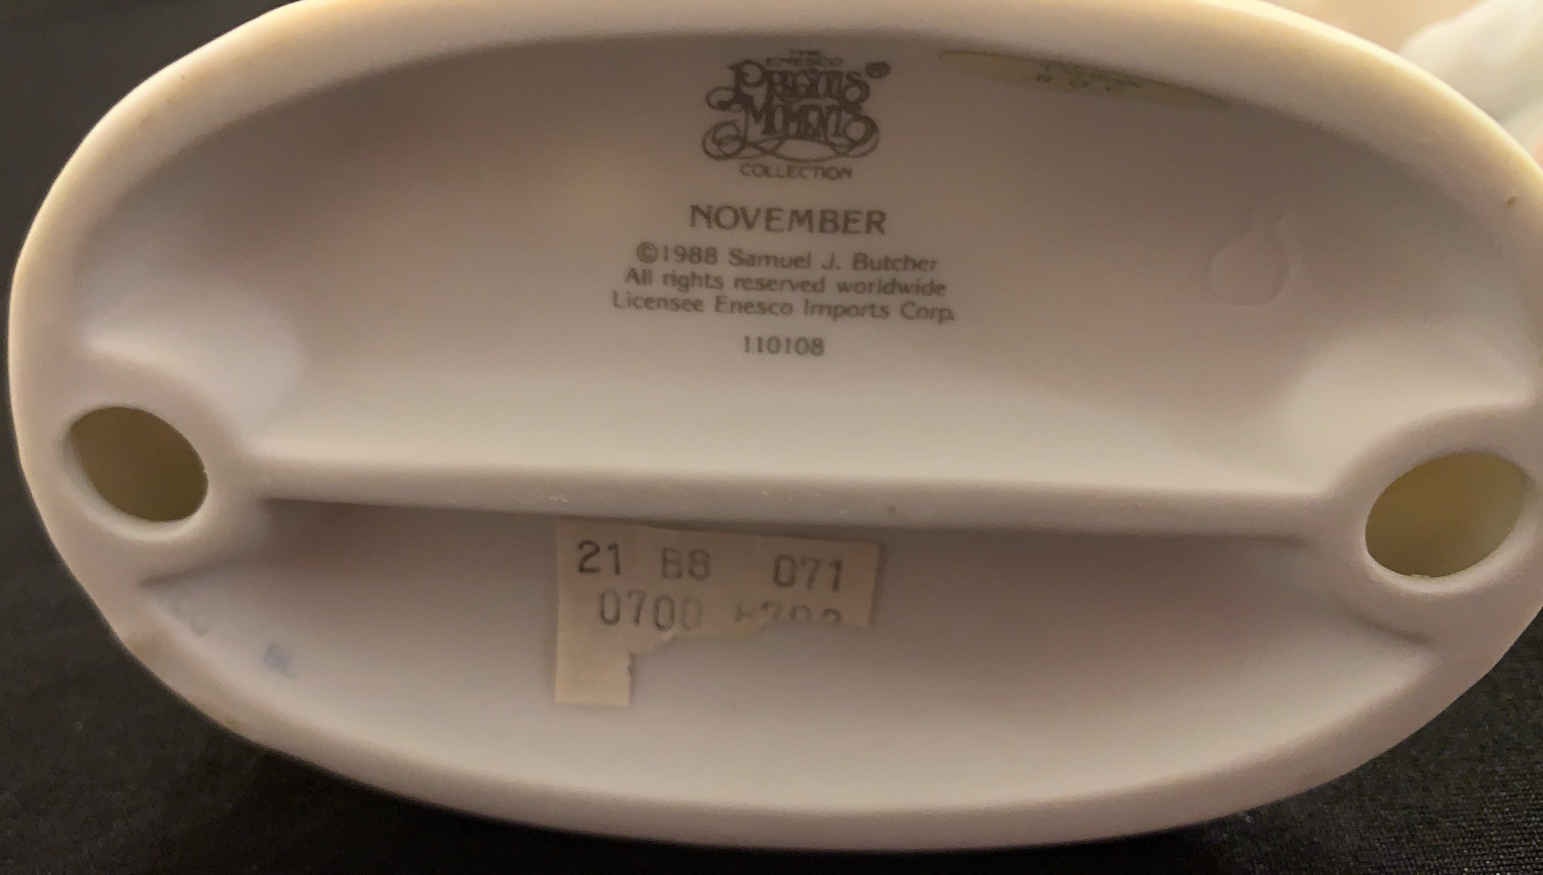 THE
ENESCO
PRECIOUS
MOMENTS
COLLECTION
NOVEMBER
©1988 Samuel J. Butcher
All rights reserved worldwide
Licensee Enesco Imports Corp.
110108
21 B8 071
0700